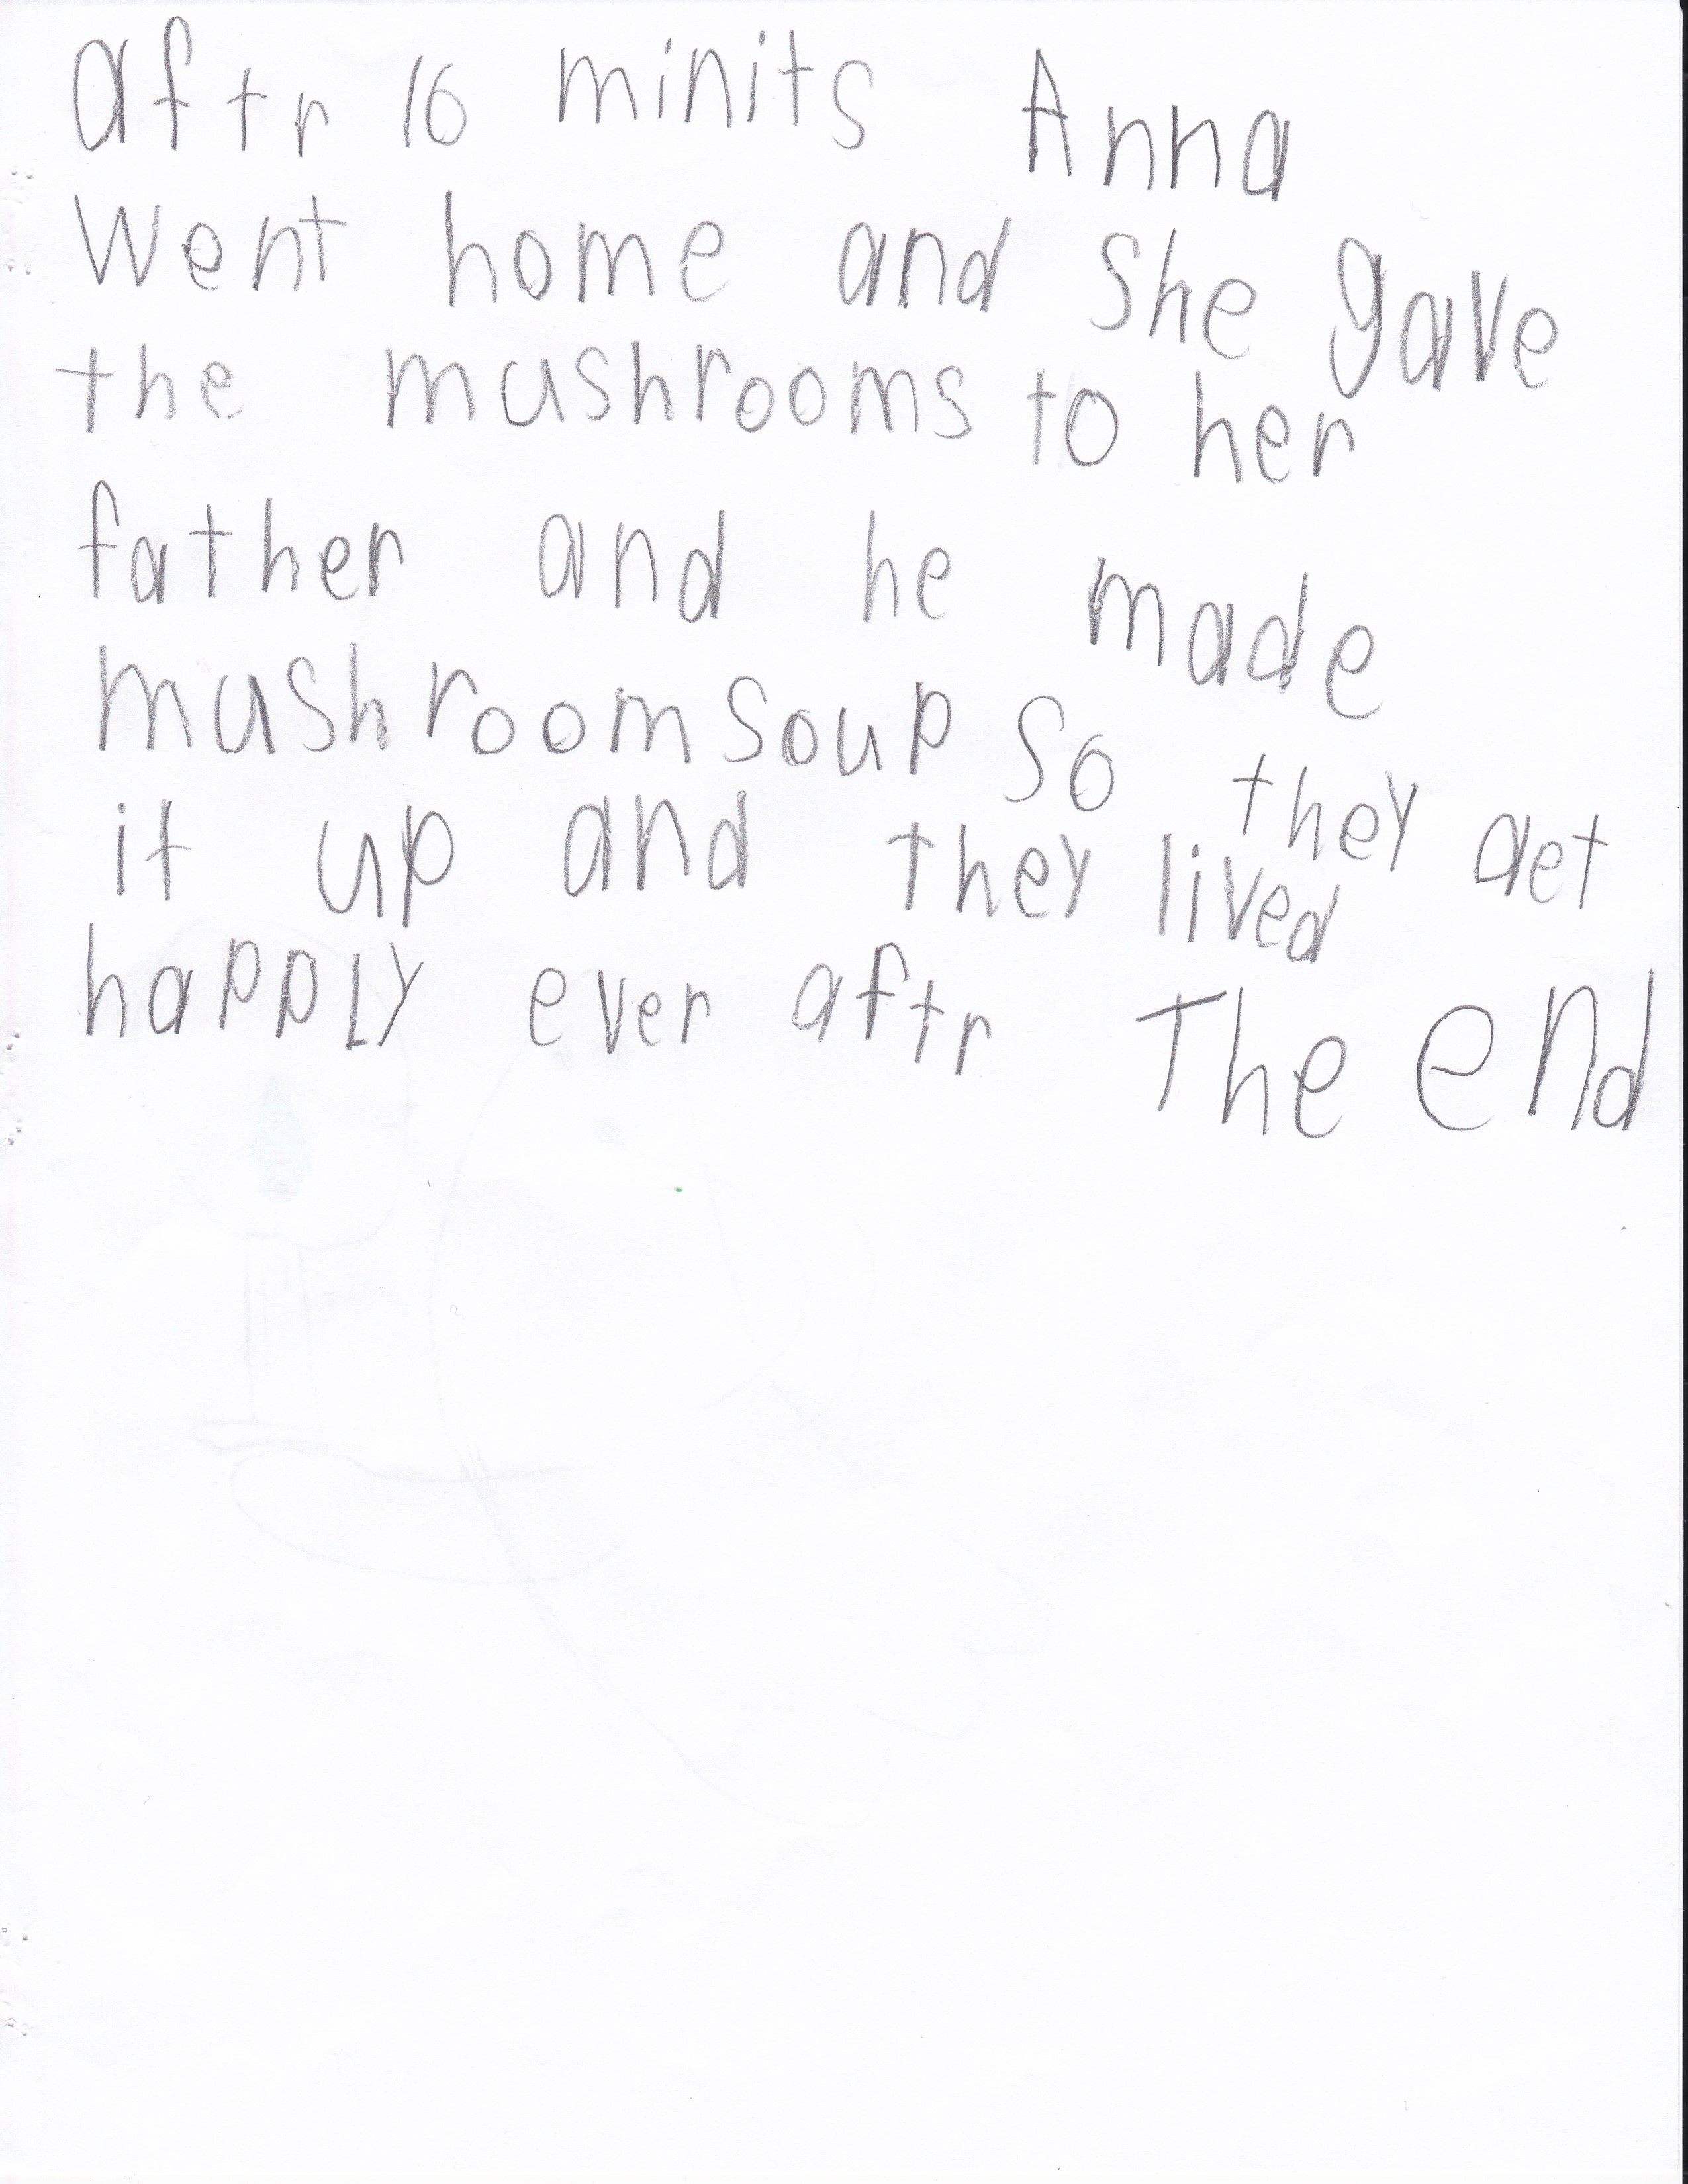 aftr 16 minits Anna
went home and she gave
the mushrooms to her
father and he made
mushroom soup so they aet
it up and they lived
happly ever aftr The end